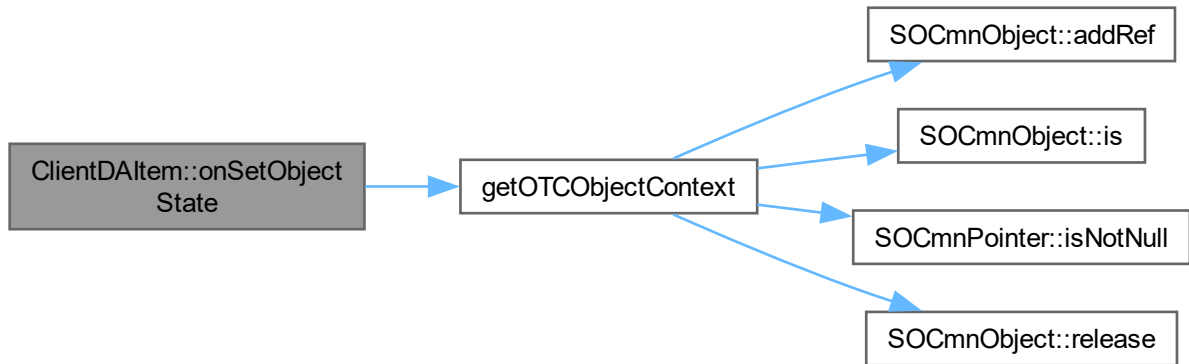 ClientDAItem::onSetObject
State
getOTCObjectContext
SOCmnObject::addRef
SOCmnObject::is
SOCmnPointer::isNotNull
SOCmnObject::release